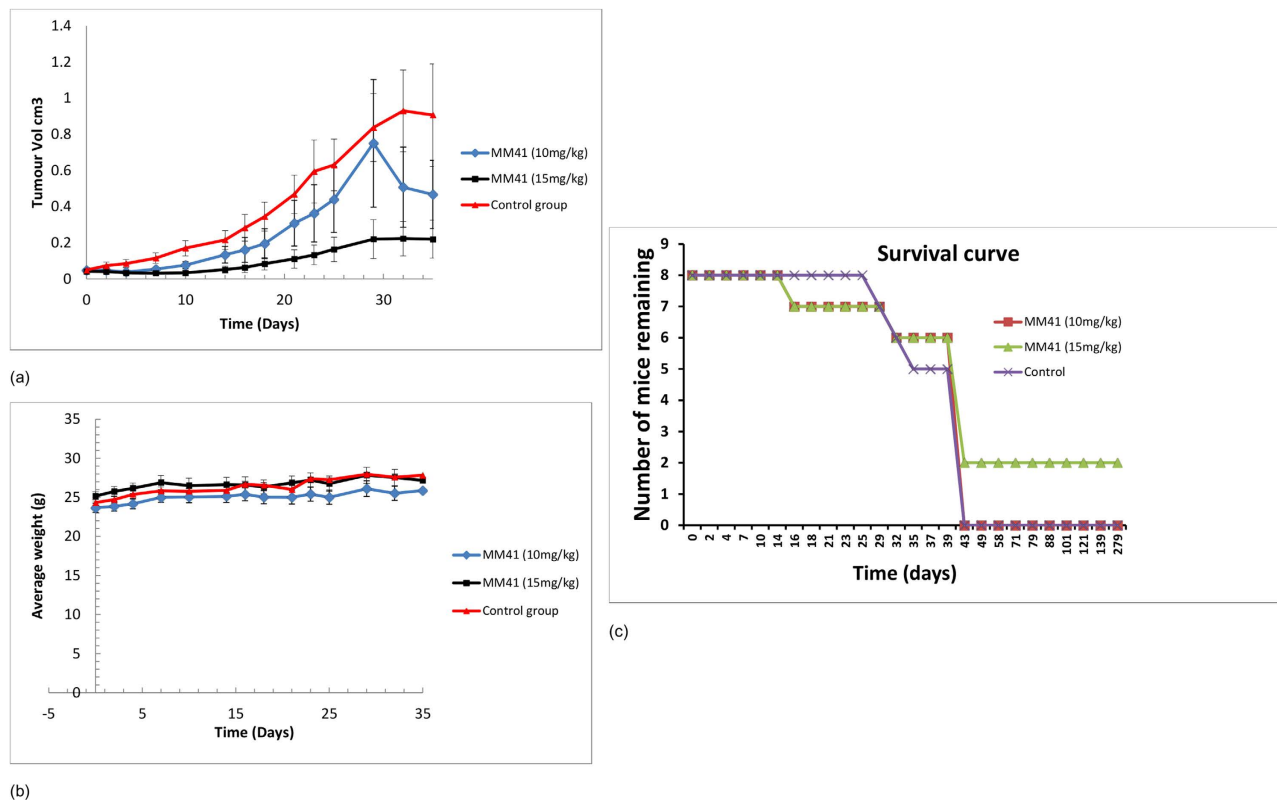 1.4
1.2
1
0.8
0.6
0.4
0.2
0
Tumour Vol cm3
0 10 20 30
Time (Days)
MM41 (10mg/kg)
MM41 (15mg/kg)
Control group
(a)
35
30
25
20
15
10
5
0
Average weight (g)
-5 5 15 25 35
Time (Days)
MM41 (10mg/kg)
MM41 (15mg/kg)
Control group
(b)
Survival curve
9
8
7
6
5
4
3
2
1
0
Number of mice remaining
0 2 4 7 10 14 16 18 21 23 25 29 32 35 37 39 43 49 58 71 79 88 101 121 139 279
Time (days)
MM41 (10mg/kg)
MM41 (15mg/kg)
Control
(c)